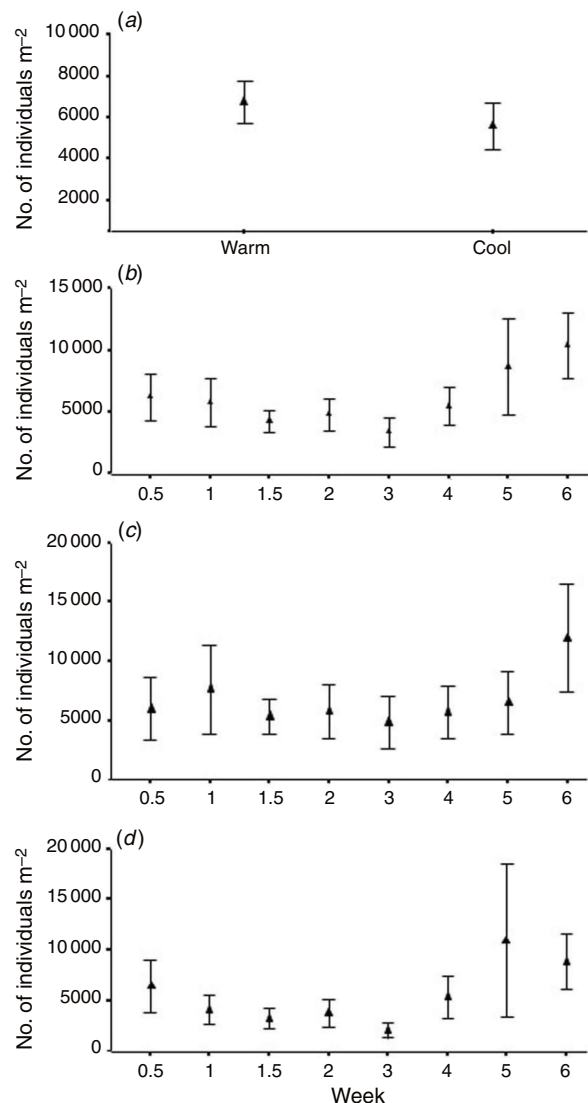 (a)
10 000
8000
6000
4000
2000
No. of individuals m–2
Warm Cool
(b)
15 000
10 000
5000
0
No. of individuals m–2
0.5 1 1.5 2 3 4 5 6
(c)
20 000
15 000
10 000
5000
0
No. of individuals m–2
0.5 1 1.5 2 3 4 5 6
(d)
20 000
15 000
10 000
5000
0
No. of individuals m–2
0.5 1 1.5 2 3 4 5 6
Week